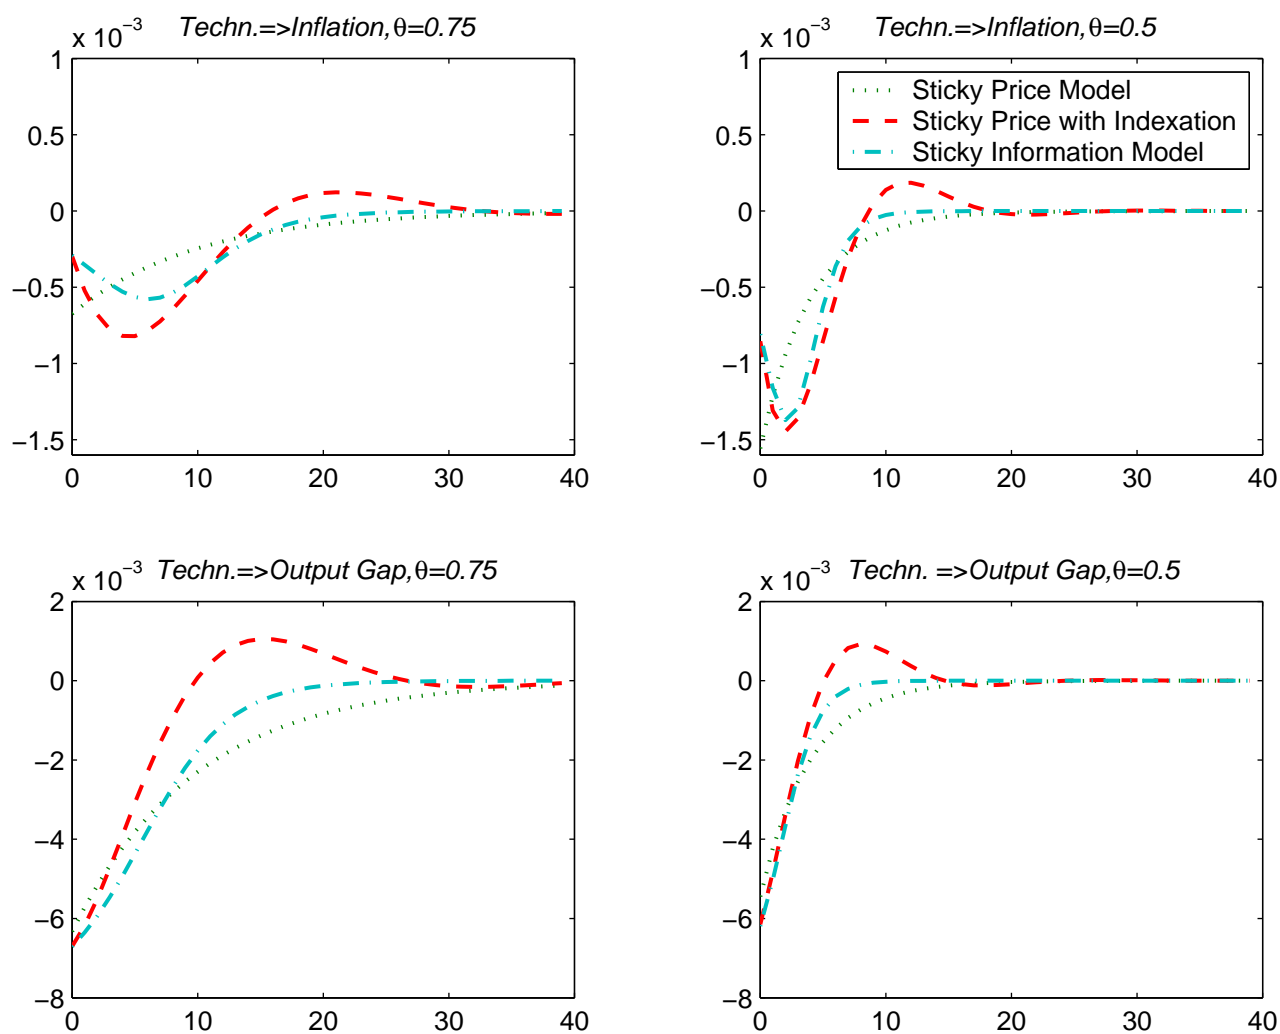 x 10−3 Techn.=>Inflation,θ=0.75
1
0.5
0
−0.5
−1
−1.5
0 10 20 30 40
x 10−3 Techn.=>Inflation,θ=0.5
1
0.5
0
−0.5
−1
−1.5
0 10 20 30 40
Sticky Price Model
Sticky Price with Indexation
Sticky Information Model
x 10−3 Techn.=>Output Gap,θ=0.75
2
0
−2
−4
−6
−8
0 10 20 30 40
x 10−3 Techn. =>Output Gap,θ=0.5
2
0
−2
−4
−6
−8
0 10 20 30 40